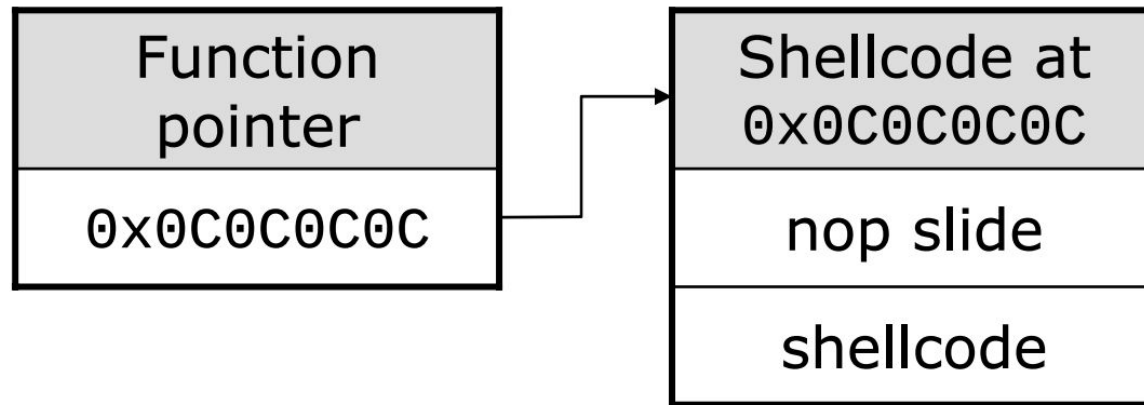 Function
pointer
0x0C0C0C0C
Shellcode at
0x0C0C0C0C
nop slide
shellcode